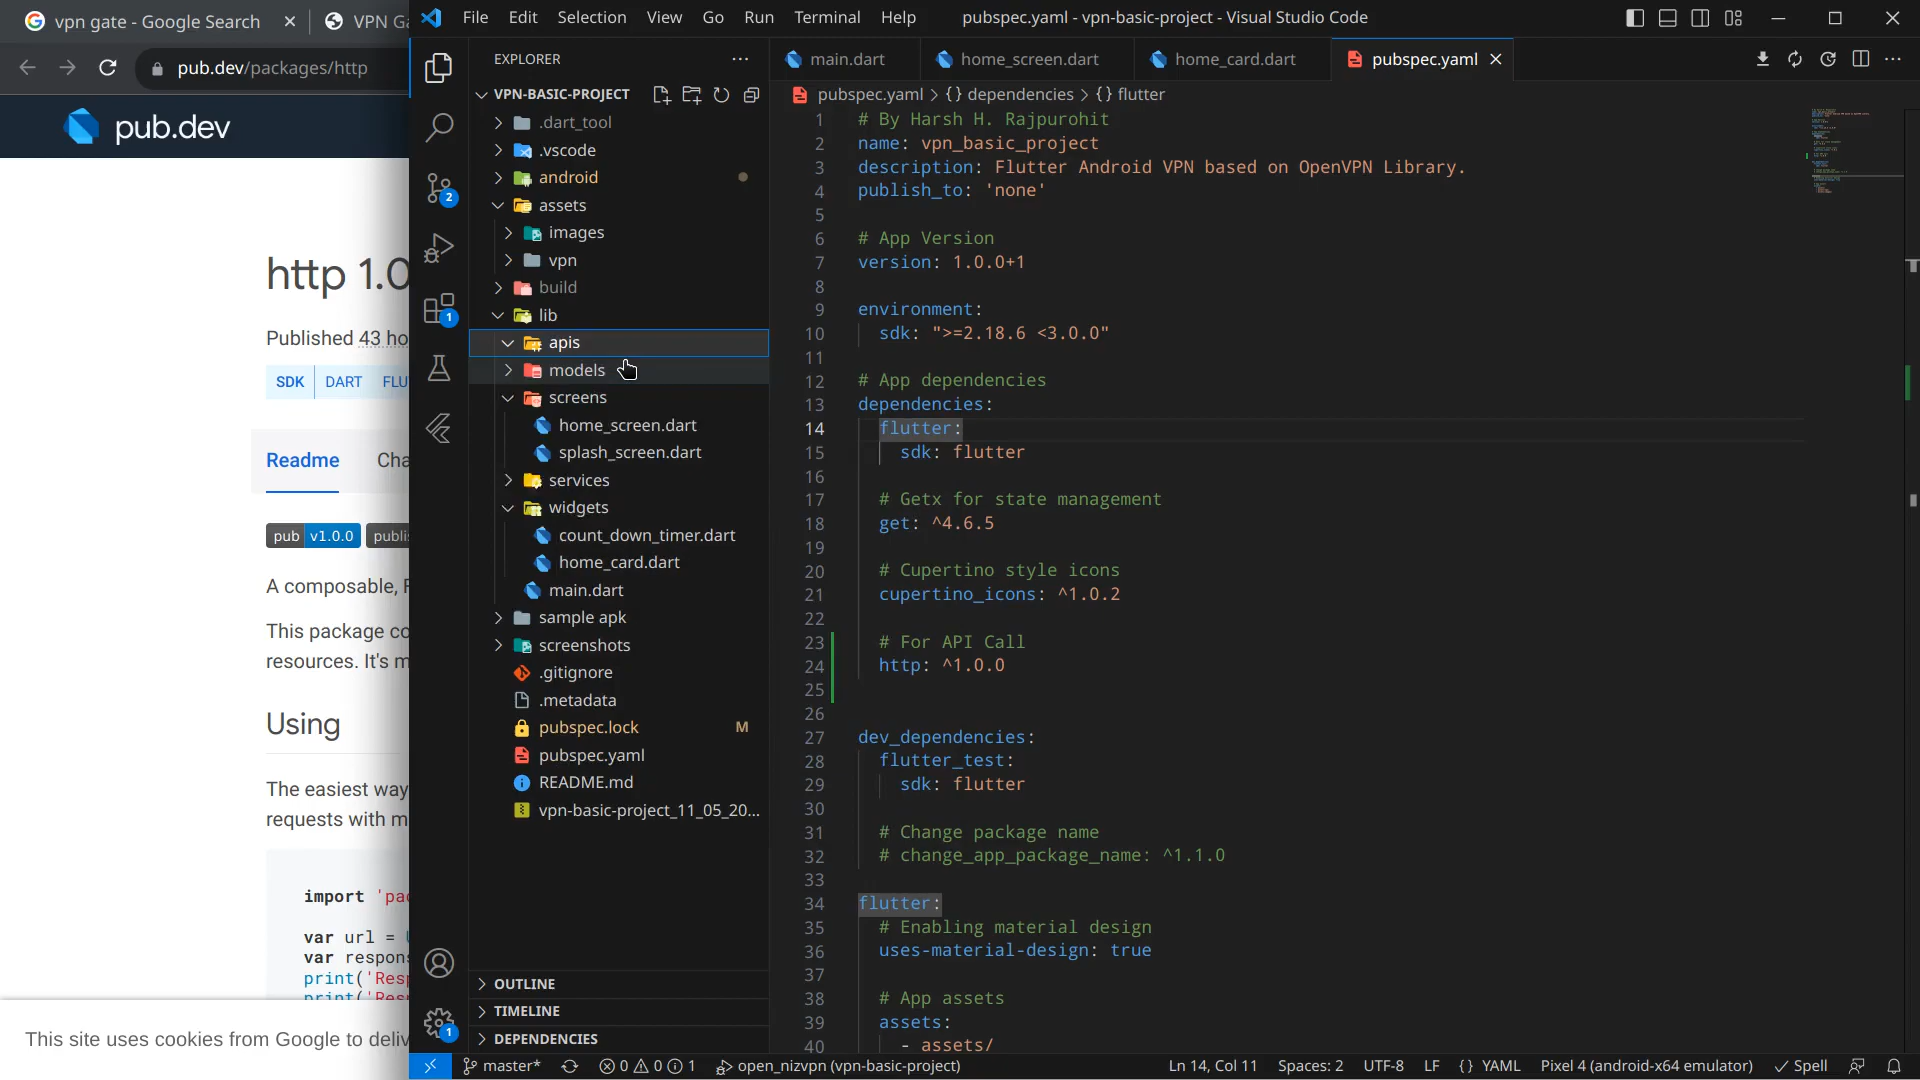 vpn gate - Google Search
VPN Ga
pub.dev/packages/http
pub.dev
http 1.0
Published 43 ho
SDK DART FLU
Readme Cha
pub v1.0.0 publi
A composable, F
This package co
resources. It's m
Using
The easiest way
requests with m
import 'pac
var url = U
var respons
print('Resp
print('Resp
This site uses cookies from Google to deliv
File Edit Selection View Go Run Terminal Help
pubspec.yaml - vpn-basic-project - Visual Studio Code
EXPLORER
VPN-BASIC-PROJECT
.dart_tool
.vscode
android
assets
images
vpn
build
lib
apis
models
screens
home_screen.dart
splash_screen.dart
services
widgets
count_down_timer.dart
home_card.dart
main.dart
sample apk
screenshots
.gitignore
.metadata
pubspec.lock M
pubspec.yaml
README.md
vpn-basic-project_11_05_20...
OUTLINE
TIMELINE
DEPENDENCIES
2
1
1
main.dart home_screen.dart home_card.dart pubspec.yaml
pubspec.yaml > {} dependencies > {} flutter
1 # By Harsh H. Rajpurohit
2 name: vpn_basic_project
3 description: Flutter Android VPN based on OpenVPN Library.
4 publish_to: 'none'
5
6 # App Version
7 version: 1.0.0+1
8
9 environment:
10 sdk: ">=2.18.6 <3.0.0"
11
12 # App dependencies
13 dependencies:
14 flutter:
15 sdk: flutter
16
17 # Getx for state management
18 get: ^4.6.5
19
20 # Cupertino style icons
21 cupertino_icons: ^1.0.2
22
23 # For API Call
24 http: ^1.0.0
25
26
27 dev_dependencies:
28 flutter_test:
29 sdk: flutter
30
31 # Change package name
32 # change_app_package_name: ^1.1.0
33
34 flutter:
35 # Enabling material design
36 uses-material-design: true
37
38 # App assets
39 assets:
40 - assets/
master* 0 0 1 open_nizvpn (vpn-basic-project) Ln 14, Col 11 Spaces: 2 UTF-8 LF {} YAML Pixel 4 (android-x64 emulator) Spell